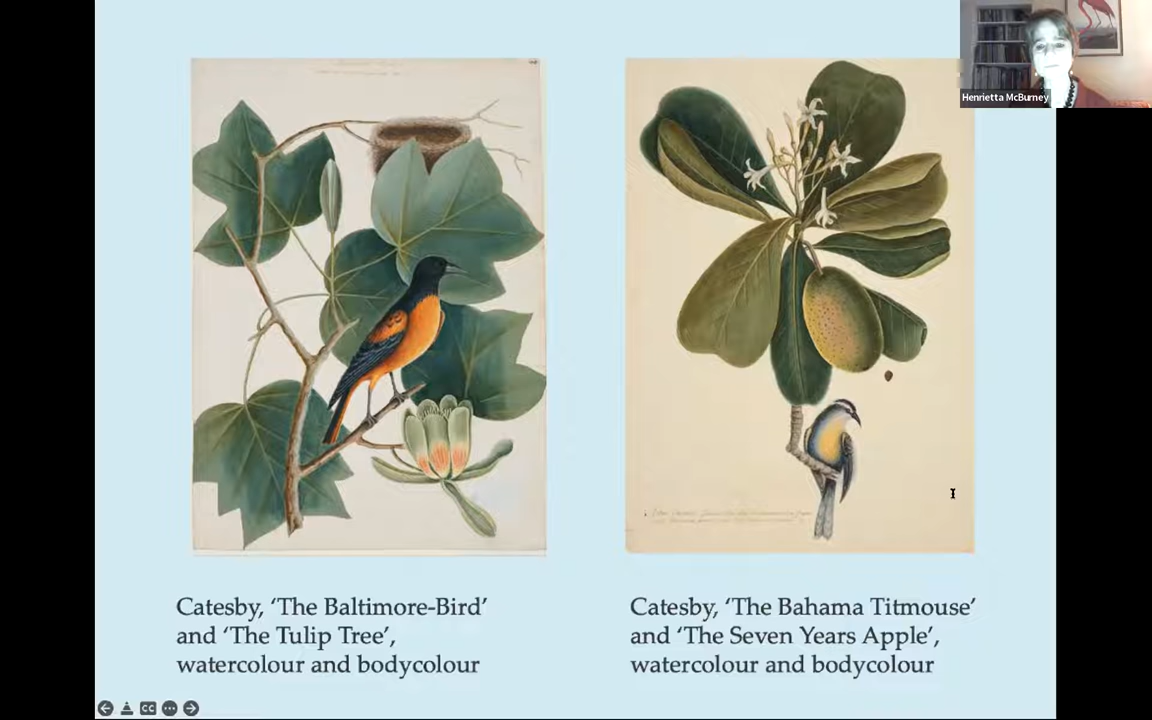 Henrietta McBurney
Catesby, ‘The Baltimore-Bird’
and ‘The Tulip Tree’,
watercolour and bodycolour
Catesby, ‘The Bahama Titmouse’
and ‘The Seven Years Apple’,
watercolour and bodycolour
CC